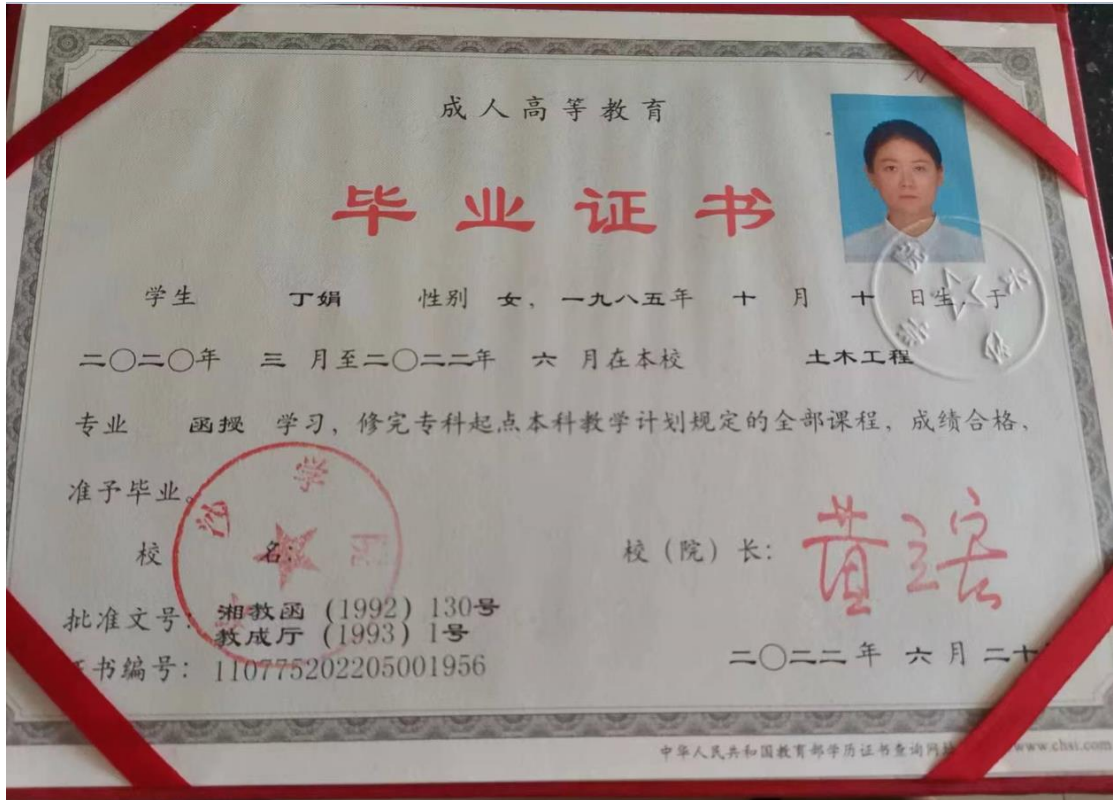 成人高等教育
毕业证书
学生 丁娟 性别 女，一九八五年 十 月 十 日生，于
二〇二〇年 三 月至二〇二二年 六 月在本校 土木工程
专业 函授 学习，修完专科起点本科教学计划规定的全部课程，成绩合格，
准予毕业。
校 名： 校（院）长：
批准文号：湘教函（1992）130号
教成厅（1993）1号
书编号：110775202205001956
二〇二二年 六月二十
中华人民共和国教育部学历证书查询网 www.chsi.com